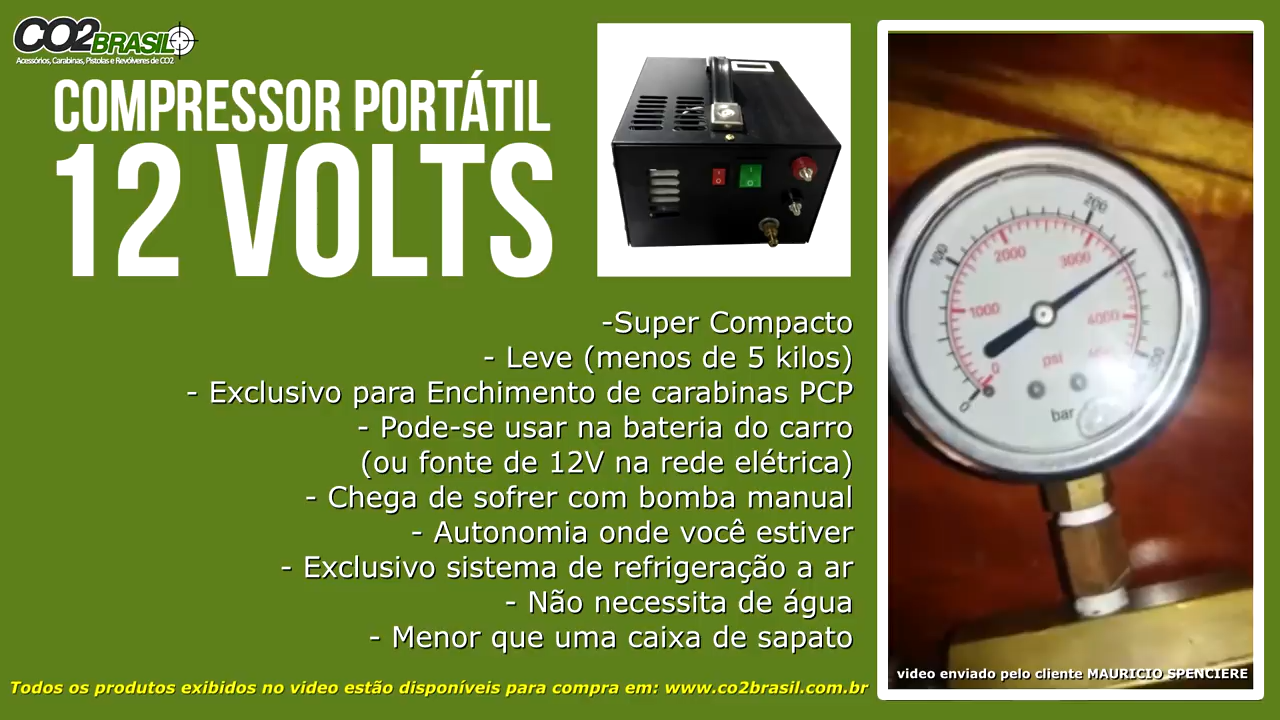 CO2BRASIL
Acessórios, Carabinas, Pistolas e Revólveres de CO2
COMPRESSOR PORTÁTIL
12 VOLTS
-Super Compacto
- Leve (menos de 5 kilos)
- Exclusivo para Enchimento de carabinas PCP
- Pode-se usar na bateria do carro
(ou fonte de 12V na rede elétrica)
- Chega de sofrer com bomba manual
- Autonomia onde você estiver
- Exclusivo sistema de refrigeração a ar
- Não necessita de água
- Menor que uma caixa de sapato
Todos os produtos exibidos no video estão disponíveis para compra em: www.co2brasil.com.br
200
100
2000
3000
1000
4000
300
psi
0
0
bar
video enviado pelo cliente MAURICIO SPENCIERE